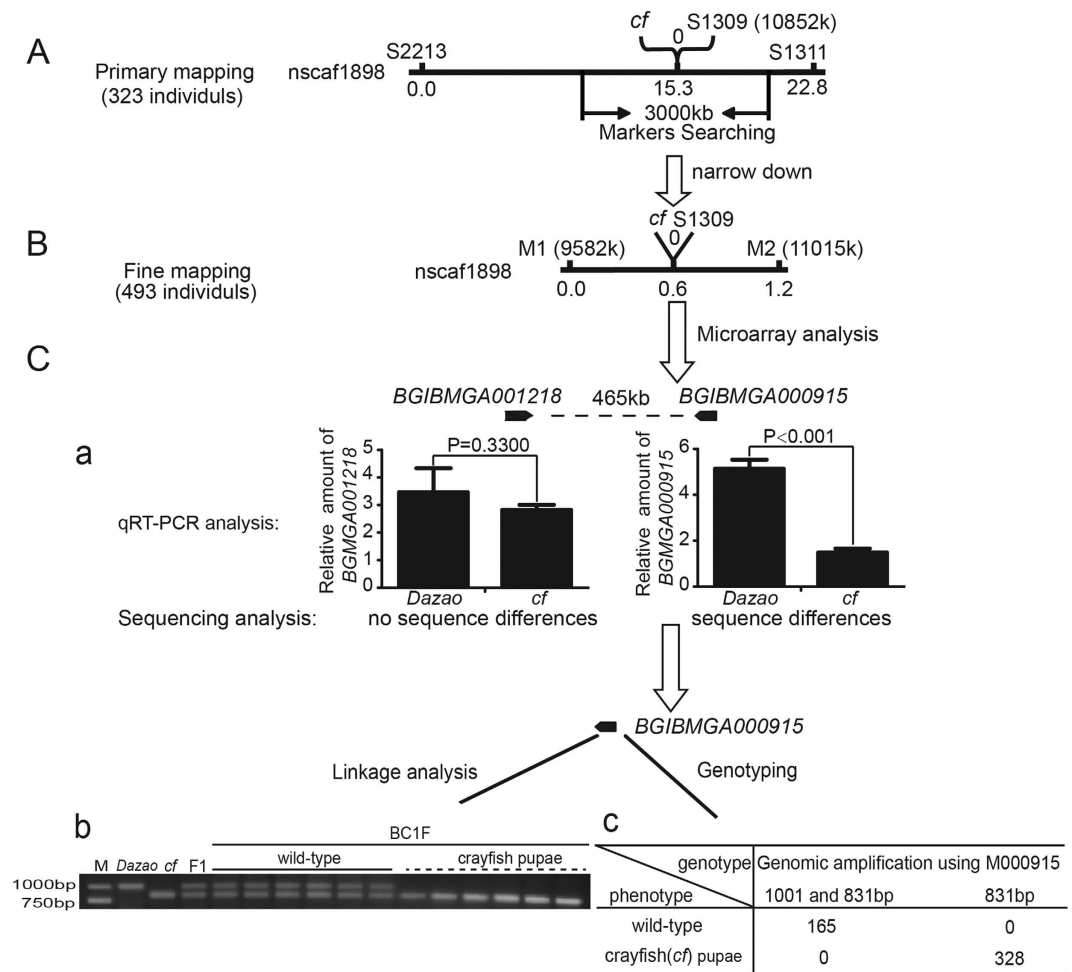 A
Primary mapping
(323 individuls)
nscaf1898
S2213
cf
0
S1309 (10852k)
S1311
0.0
15.3
22.8
3000kb
Markers Searching
narrow down
B
Fine mapping
(493 individuls)
nscaf1898
cf S1309
0
M1 (9582k)
M2 (11015k)
0.0
0.6
1.2
Microarray analysis
C
BGIBMGA001218
465kb
BGIBMGA000915
a
qRT-PCR analysis:
Relative amount of
BGMGA001218
5
4
3
2
1
0
P=0.3300
Dazao
cf
Relative amount of
BGMGA000915
6
4
2
0
P<0.001
Dazao
cf
Sequencing analysis:
no sequence differences
sequence differences
BGIBMGA000915
Linkage analysis
Genotyping
b
BC1F
M Dazao cf F1
wild-type
crayfish pupae
1000bp
750bp
c
genotype
phenotype
Genomic amplification using M000915
1001 and 831bp
831bp
wild-type 165 0
crayfish(cf) pupae 0 328